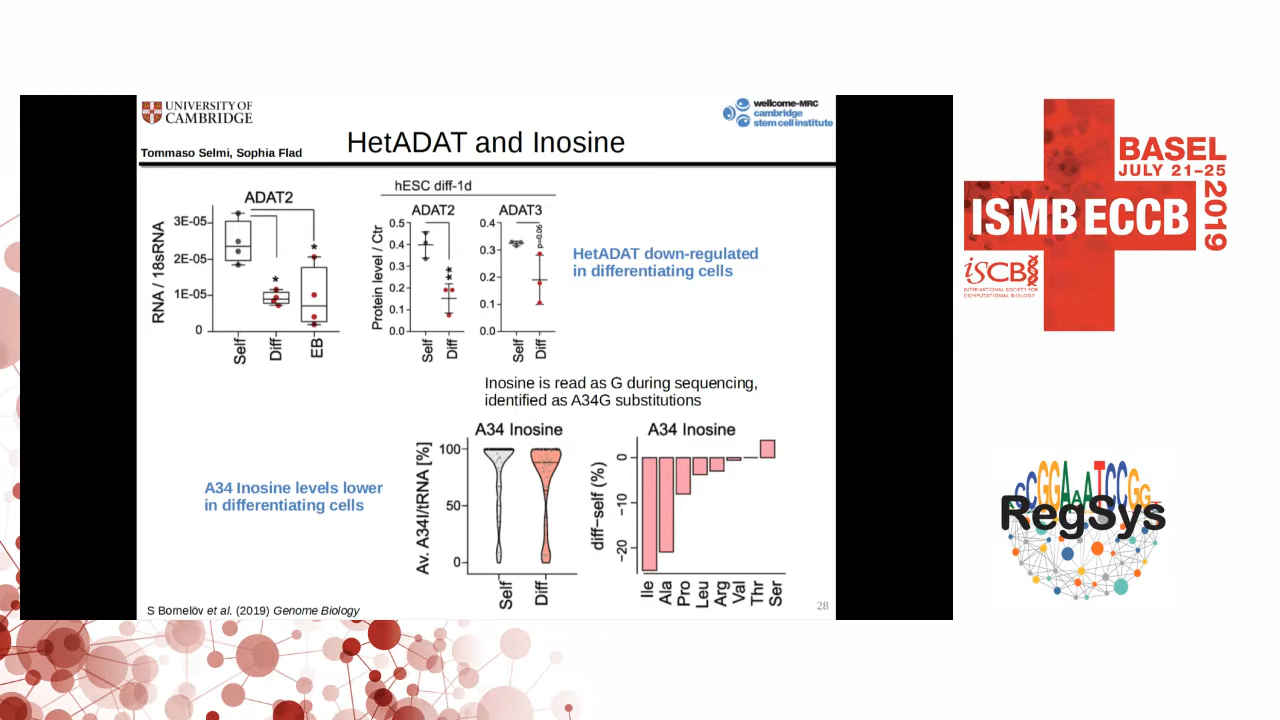 UNIVERSITY OF
CAMBRIDGE
wellcome-MRC
cambridge
stem cell institute
Tommaso Selmi, Sophia Flad
HetADAT and Inosine
ADAT2
RNA / 18sRNA
3E-05
2E-05
1E-05
0
*
*
Self
Diff
EB
hESC diff-1d
ADAT2
Protein level / Ctr
0.5
0.4
0.3
0.2
0.1
0.0
**
Self
Diff
ADAT3
0.4
0.3
0.2
0.1
0.0
p=0.06
Self
Diff
HetADAT down-regulated
in differentiating cells
Inosine is read as G during sequencing,
identified as A34G substitutions
A34 Inosine levels lower
in differentiating cells
A34 Inosine
Av. A34I/tRNA [%]
100
50
0
Self
Diff
A34 Inosine
diff−self (%)
0
−10
−20
Ile
Ala
Pro
Leu
Arg
Val
Thr
Ser
S Bornelöv et al. (2019) Genome Biology
28
BASEL
JULY 21–25
2019
ISMB ECCB
iSCB
INTERNATIONAL SOCIETY FOR
COMPUTATIONAL BIOLOGY
RegSys